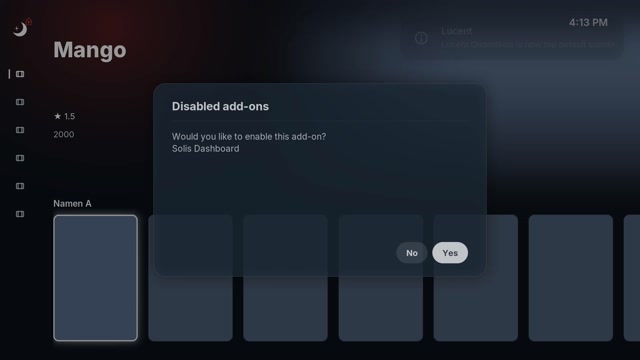 4:13 PM
Lucent
Mango
Disabled add-ons
★ 1.5
Would you like to enable this add-on?
2000
Solis Dashboard
Namen A
No
Yes